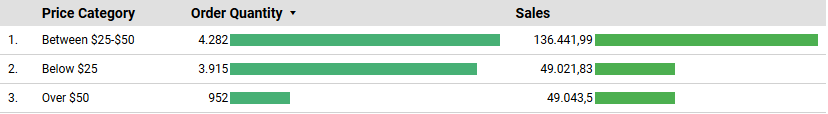 Price Category Order Quantity Sales
1. Between $25-$50 4.282 136.441,99
2. Below $25 3.915 49.021,83
3. Over $50 952 49.043,5